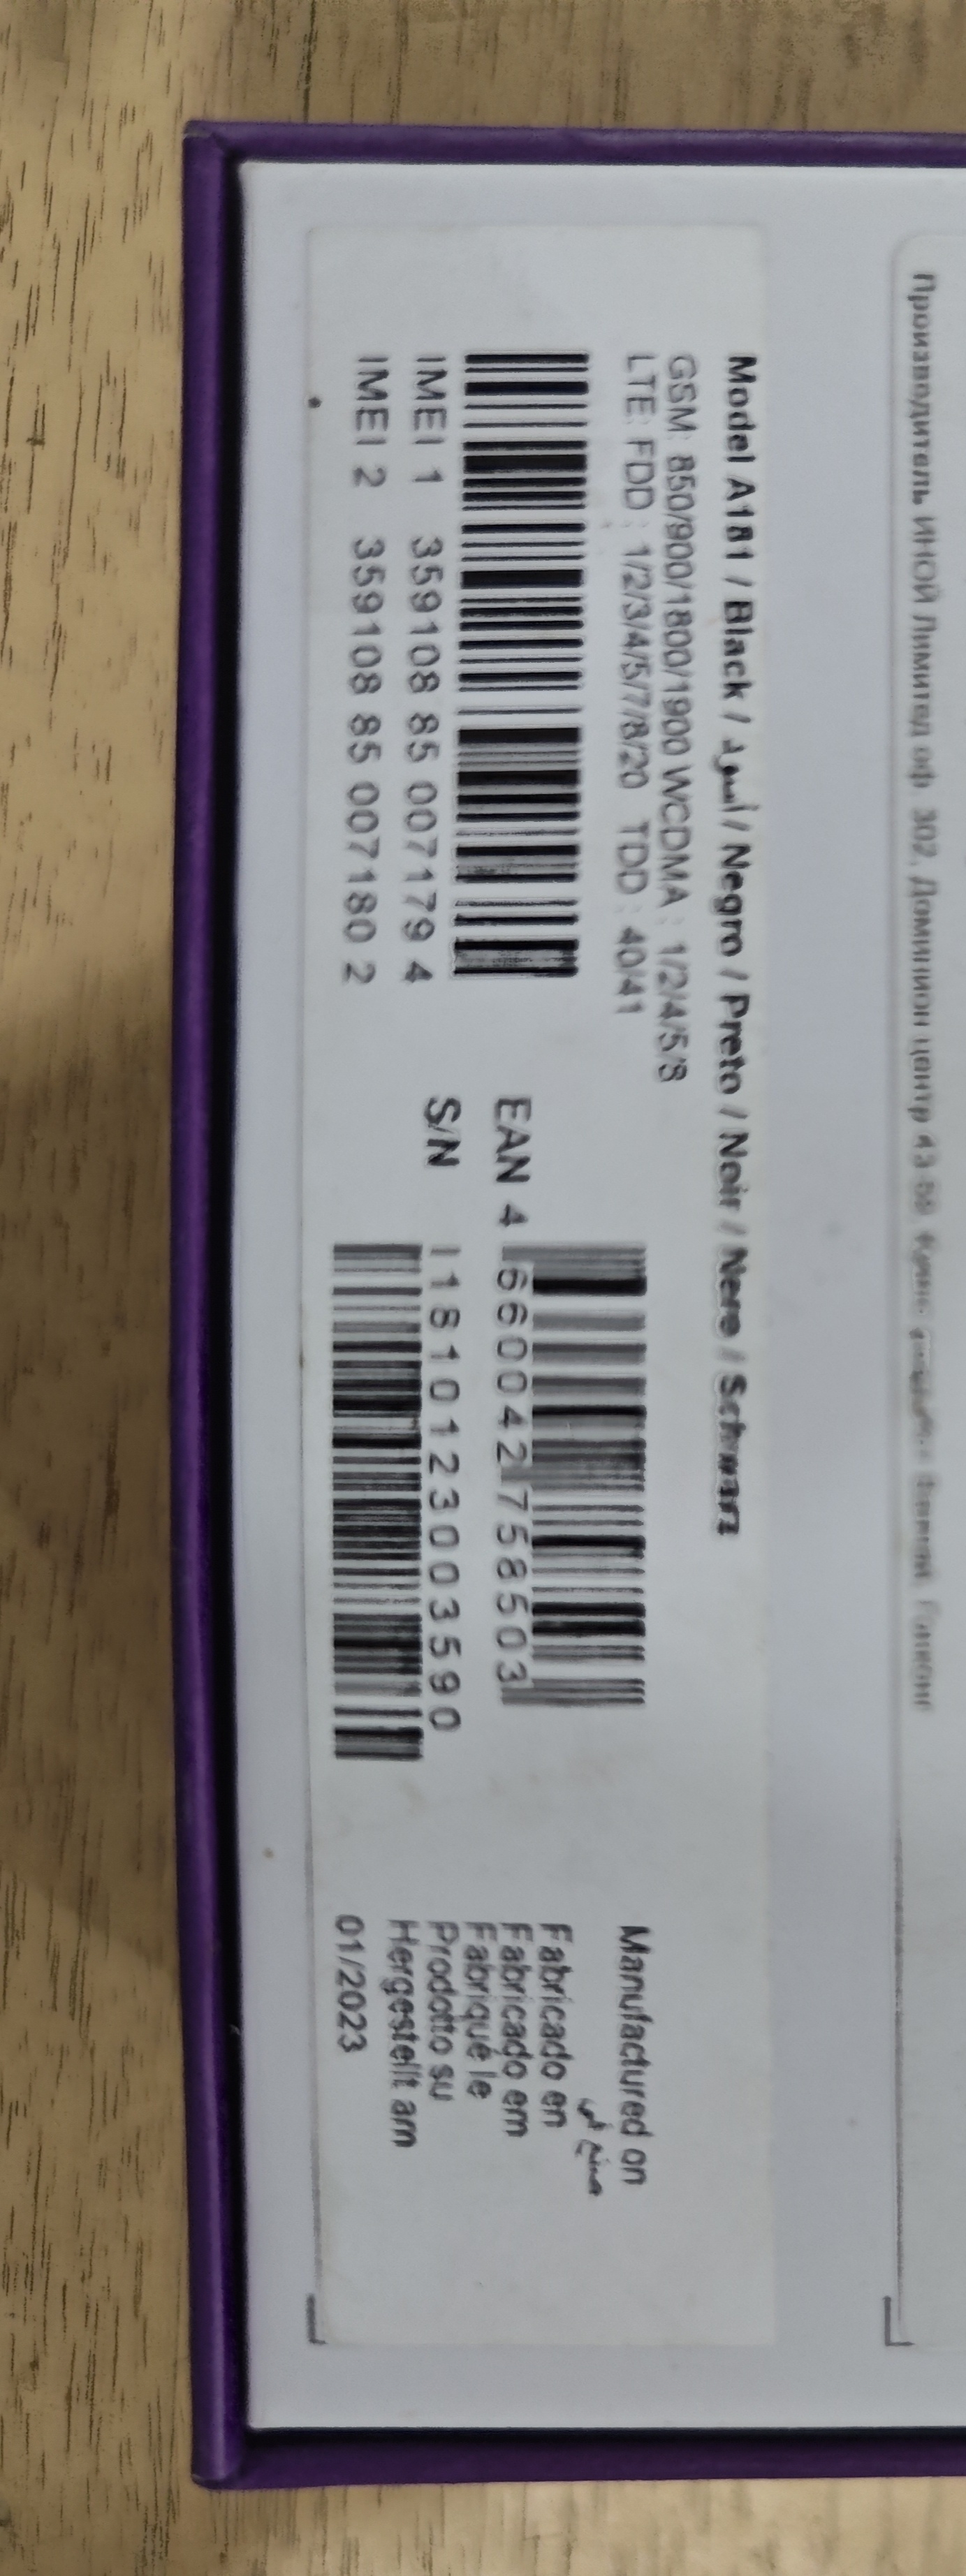 Производитель ИНОЙ Лимитед оф. 302, Доминион центр 43-59
Model A181 / Black / أسود / Negro / Preto / Noir / Nero / Schwarz
GSM: 850/900/1800/1900 WCDMA : 1/2/4/5/8
LTE: FDD : 1/2/3/4/5/7/8/20 TDD : 40/41
IMEI 1 359108 85 007179 4
IMEI 2 359108 85 007180 2
EAN 4 660042 758503
S/N I1810123003590
Manufactured on
صنع في
Fabricado en
Fabricado em
Fabrique le
Prodotto su
Hergestellt am
01/2023